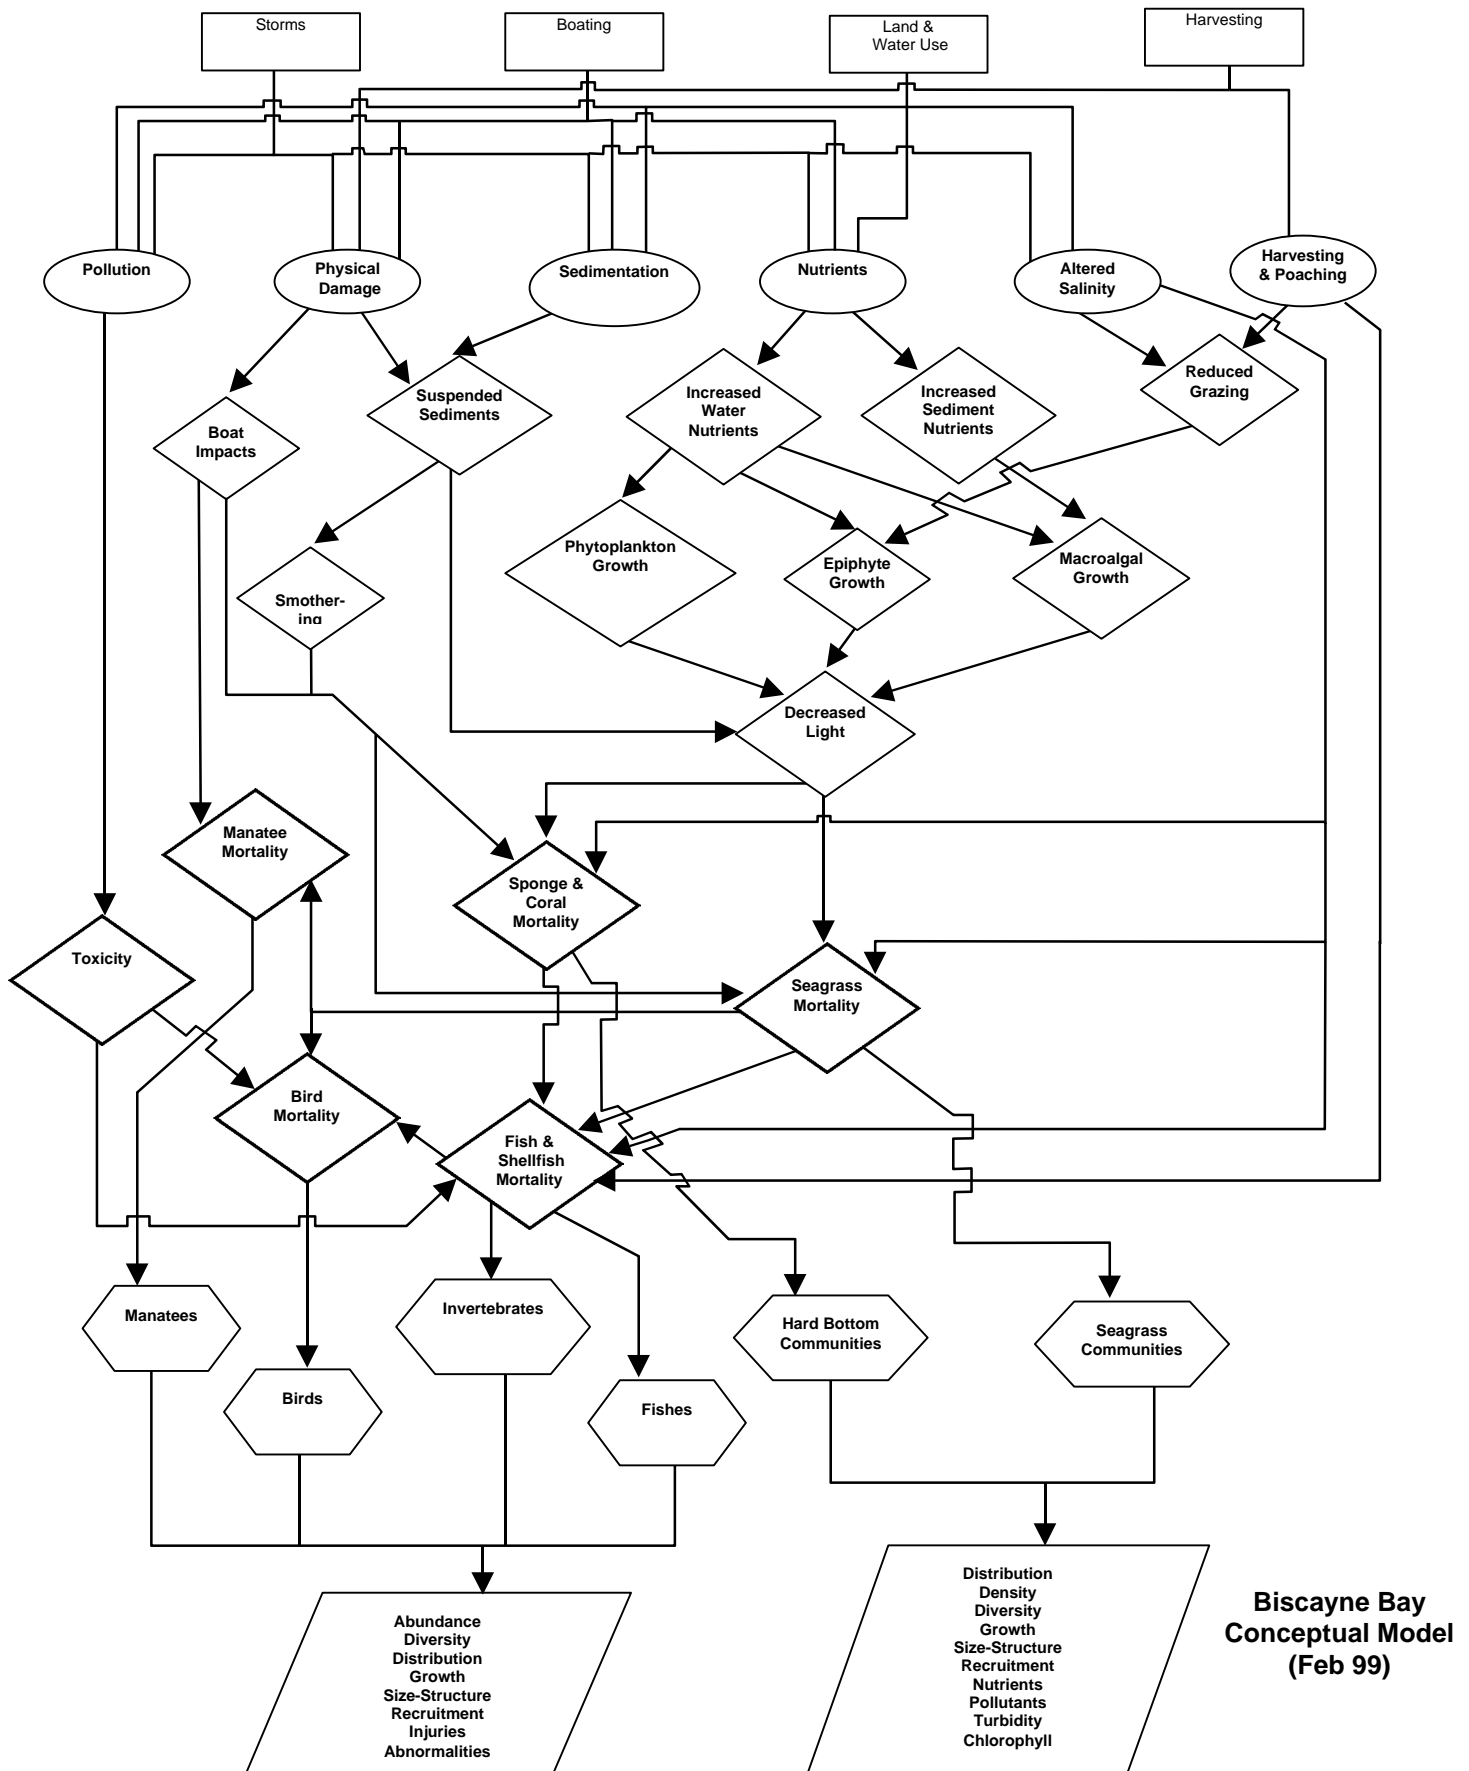 Storms
Boating
Land &
Water Use
Harvesting
Pollution
Physical
Damage
Sedimentation
Nutrients
Altered
Salinity
Harvesting
& Poaching
Boat
Impacts
Suspended
Sediments
Increased
Water
Nutrients
Increased
Sediment
Nutrients
Reduced
Grazing
Smother-
ing
Phytoplankton
Growth
Epiphyte
Growth
Macroalgal
Growth
Decreased
Light
Manatee
Mortality
Sponge &
Coral
Mortality
Toxicity
Seagrass
Mortality
Bird
Mortality
Fish &
Shellfish
Mortality
Manatees
Invertebrates
Hard Bottom
Communities
Seagrass
Communities
Birds
Fishes
Abundance
Diversity
Distribution
Growth
Size-Structure
Recruitment
Injuries
Abnormalities
Distribution
Density
Diversity
Growth
Size-Structure
Recruitment
Nutrients
Pollutants
Turbidity
Chlorophyll
Biscayne Bay
Conceptual Model
(Feb 99)